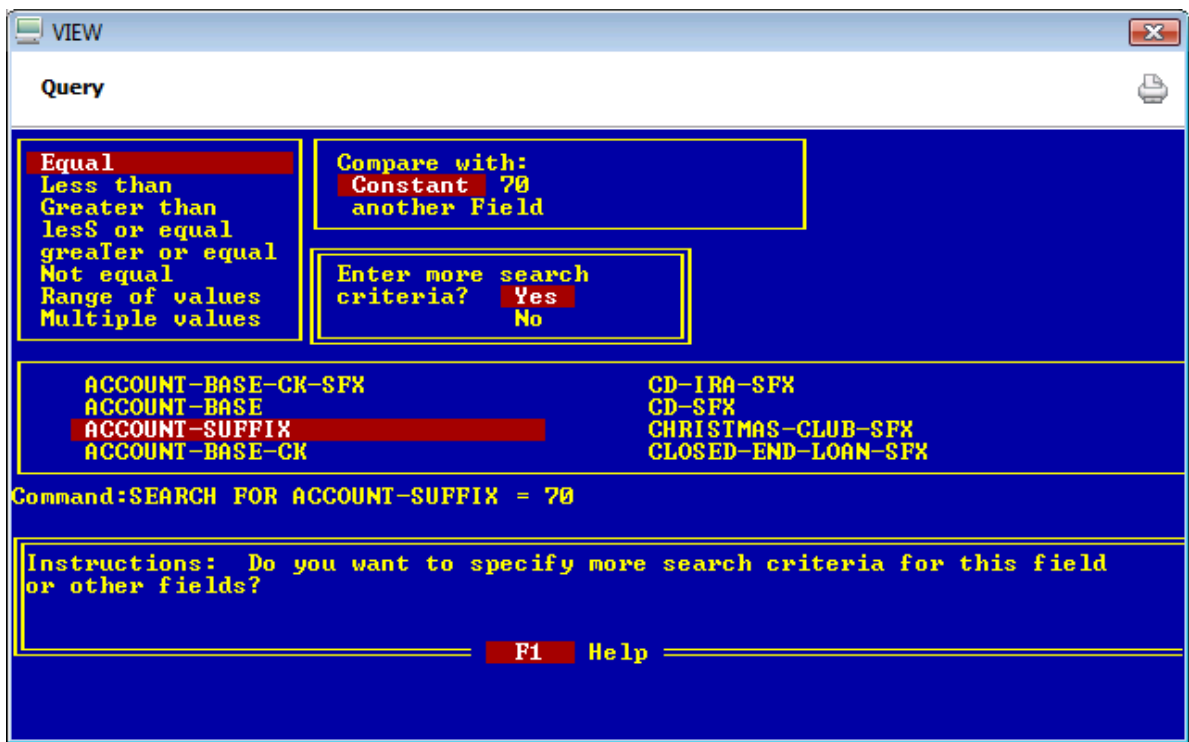 VIEW
Query
Equal
Less than
Greater than
lesS or equal
greaTer or equal
Not equal
Range of values
Multiple values
Compare with:
Constant 70
another Field
Enter more search
criteria? Yes
No
ACCOUNT-BASE-CK-SFX CD-IRA-SFX
ACCOUNT-BASE CD-SFX
ACCOUNT-SUFFIX CHRISTMAS-CLUB-SFX
ACCOUNT-BASE-CK CLOSED-END-LOAN-SFX
Command:SEARCH FOR ACCOUNT-SUFFIX = 70
Instructions: Do you want to specify more search criteria for this field
or other fields?
F1 Help